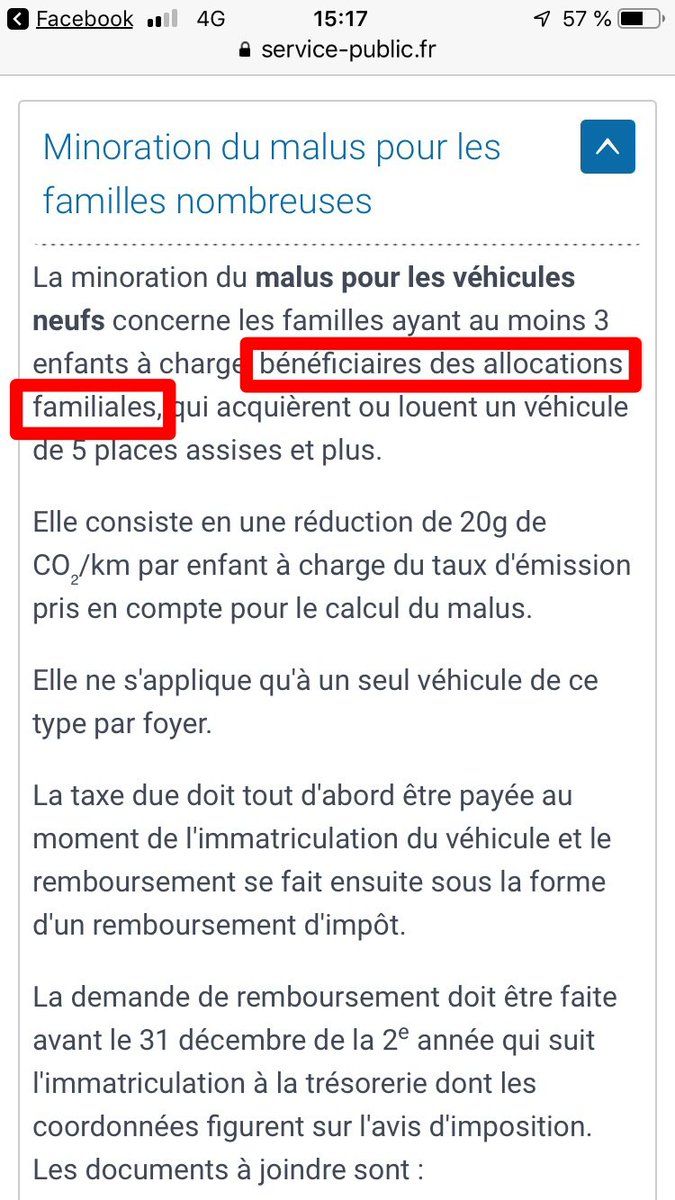 Facebook 4G 15:17 57 %
service-public.fr
Minoration du malus pour les
familles nombreuses
La minoration du malus pour les véhicules
neufs concerne les familles ayant au moins 3
enfants à charge bénéficiaires des allocations
familiales, qui acquièrent ou louent un véhicule
de 5 places assises et plus.
Elle consiste en une réduction de 20g de
CO₂/km par enfant à charge du taux d'émission
pris en compte pour le calcul du malus.
Elle ne s'applique qu'à un seul véhicule de ce
type par foyer.
La taxe due doit tout d'abord être payée au
moment de l'immatriculation du véhicule et le
remboursement se fait ensuite sous la forme
d'un remboursement d'impôt.
La demande de remboursement doit être faite
avant le 31 décembre de la 2ᵉ année qui suit
l'immatriculation à la trésorerie dont les
coordonnées figurent sur l'avis d'imposition.
Les documents à joindre sont :